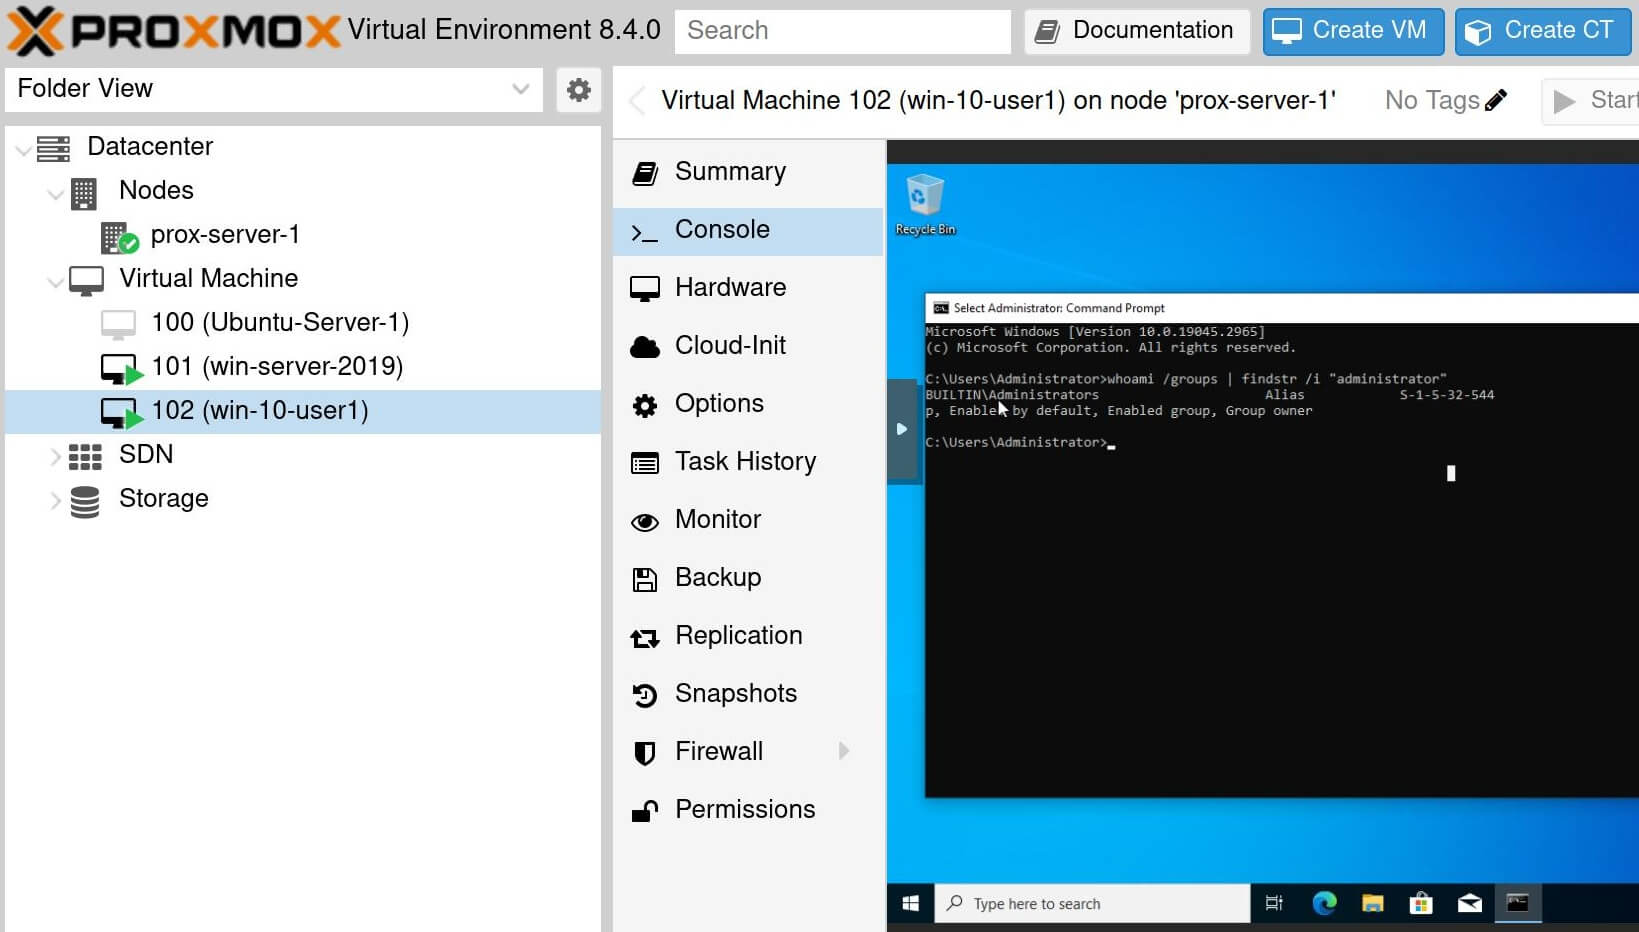 PROXMOX Virtual Environment 8.4.0
Search
Documentation
Create VM
Create CT
Folder View
Virtual Machine 102 (win-10-user1) on node 'prox-server-1'
No Tags
Start
Datacenter
Nodes
prox-server-1
Virtual Machine
100 (Ubuntu-Server-1)
101 (win-server-2019)
102 (win-10-user1)
SDN
Storage
Summary
Console
Hardware
Cloud-Init
Options
Task History
Monitor
Backup
Replication
Snapshots
Firewall
Permissions
Recycle Bin
Select Administrator: Command Prompt
Microsoft Windows [Version 10.0.19045.2965]
(c) Microsoft Corporation. All rights reserved.
C:\Users\Administrator>whoami /groups | findstr /i "administrator"
BUILTIN\Administrators Alias S-1-5-32-544
p, Enabled by default, Enabled group, Group owner
C:\Users\Administrator>
Type here to search